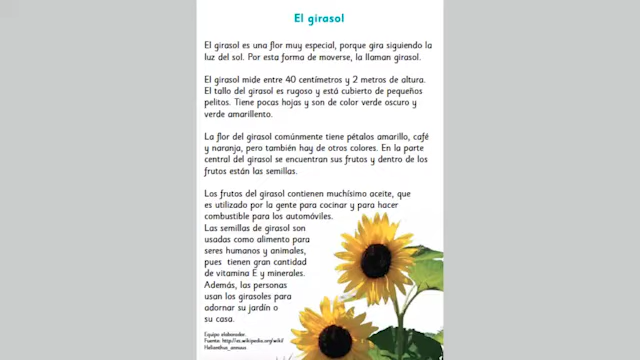 El girasol
El girasol es una flor muy especial, porque gira siguiendo la
luz del sol. Por esta forma de moverse, la llaman girasol.
El girasol mide entre 40 centímetros y 2 metros de altura.
El tallo del girasol es rugoso y está cubierto de pequeños
pelitos. Tiene pocas hojas y son de color verde oscuro y
verde amarillento.
La flor del girasol comúnmente tiene pétalos amarillo, café
y naranja, pero también hay de otros colores. En la parte
central del girasol se encuentran sus frutos y dentro de los
frutos están las semillas.
Los frutos del girasol contienen muchísimo aceite, que
es utilizado por la gente para cocinar y para hacer
combustible para los automóviles.
Las semillas de girasol son
usadas como alimento para
seres humanos y animales,
pues tienen gran cantidad
de vitamina E y minerales.
Además, las personas
usan los girasoles para
adornar su jardín o
su casa.
Equipo elaborador.
Fuente: http://es.wikipedia.org/wiki/
Helianthus_annuus